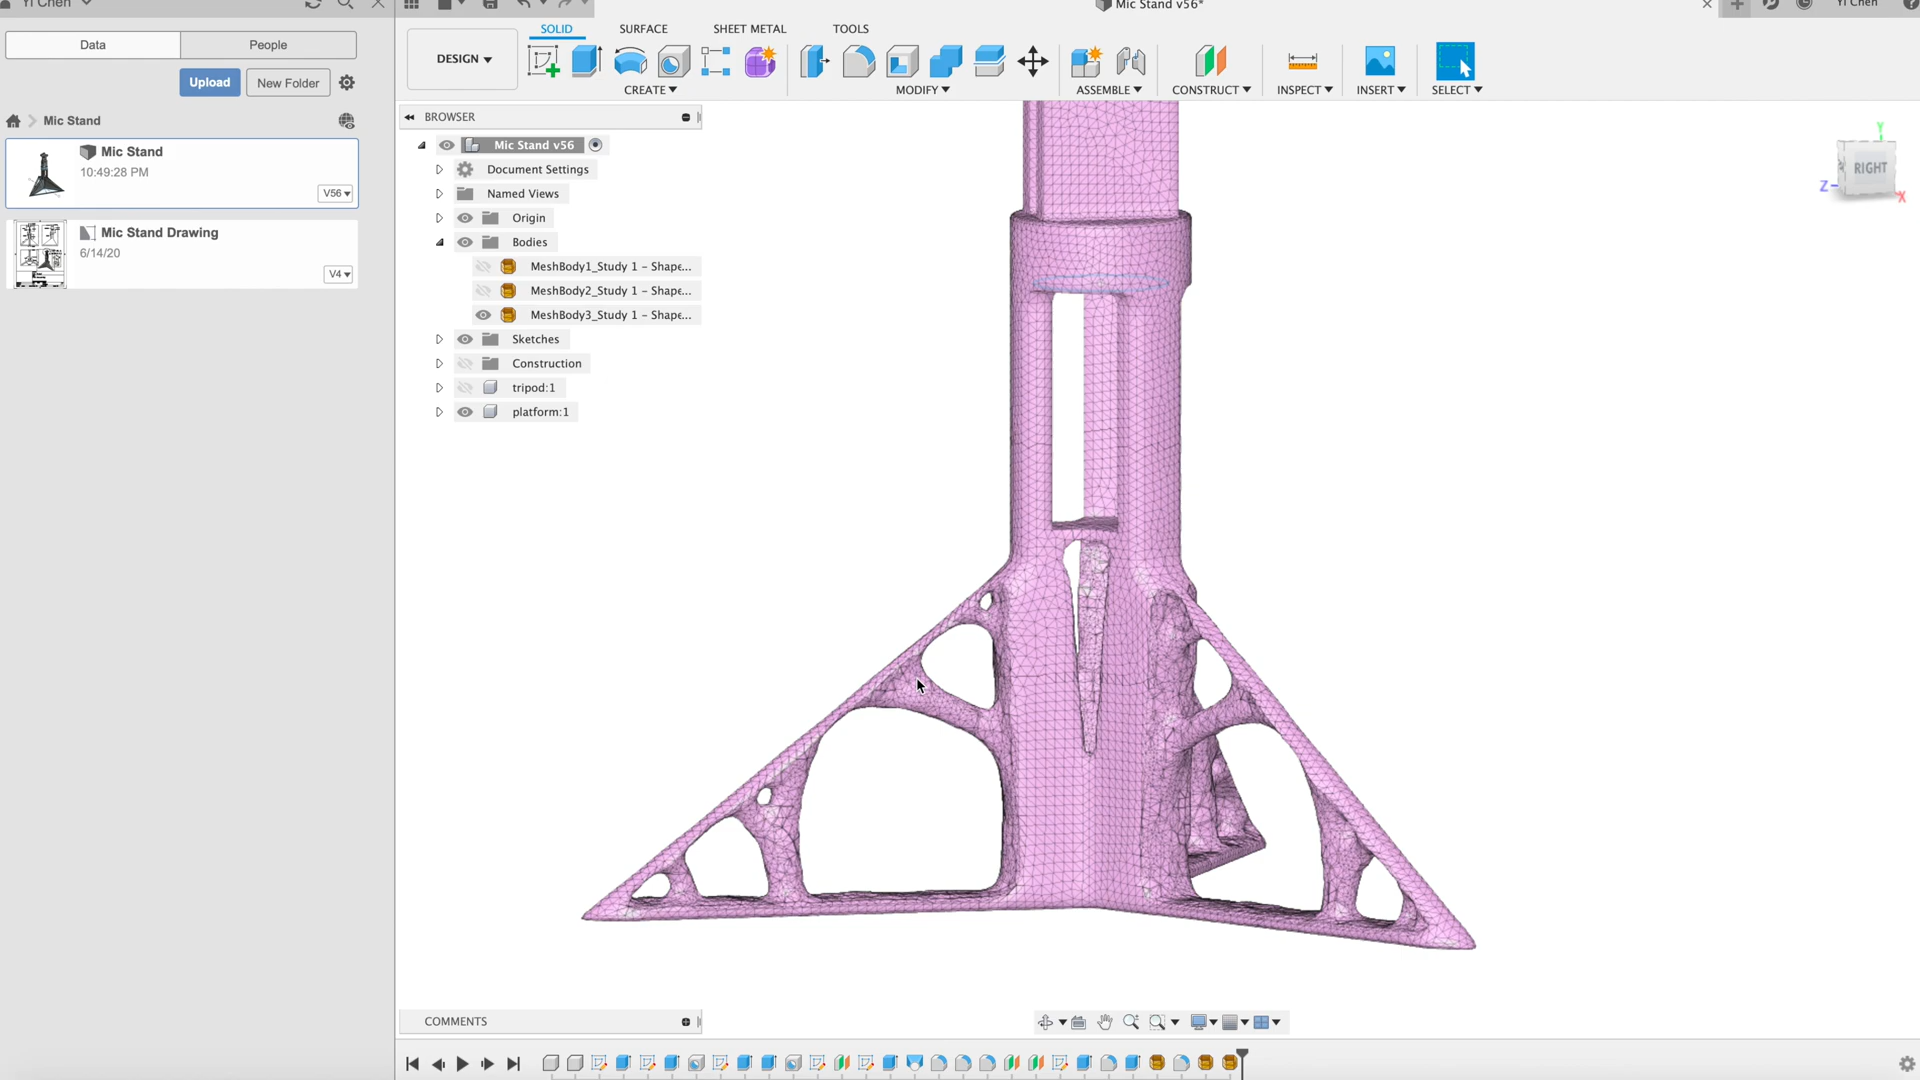 Yi Chen
Mic Stand v56*
Yi Chen
Data
People
SOLID
SURFACE
SHEET METAL
TOOLS
DESIGN
Upload
New Folder
CREATE
MODIFY
ASSEMBLE
CONSTRUCT
INSPECT
INSERT
SELECT
Mic Stand
BROWSER
Mic Stand
10:49:28 PM
V56
Mic Stand v56
Document Settings
Named Views
Origin
Bodies
MeshBody1_Study 1 - Shape...
MeshBody2_Study 1 - Shape...
MeshBody3_Study 1 - Shape...
Sketches
Construction
tripod:1
platform:1
Mic Stand Drawing
6/14/20
V4
Y
RIGHT
Z
X
COMMENTS